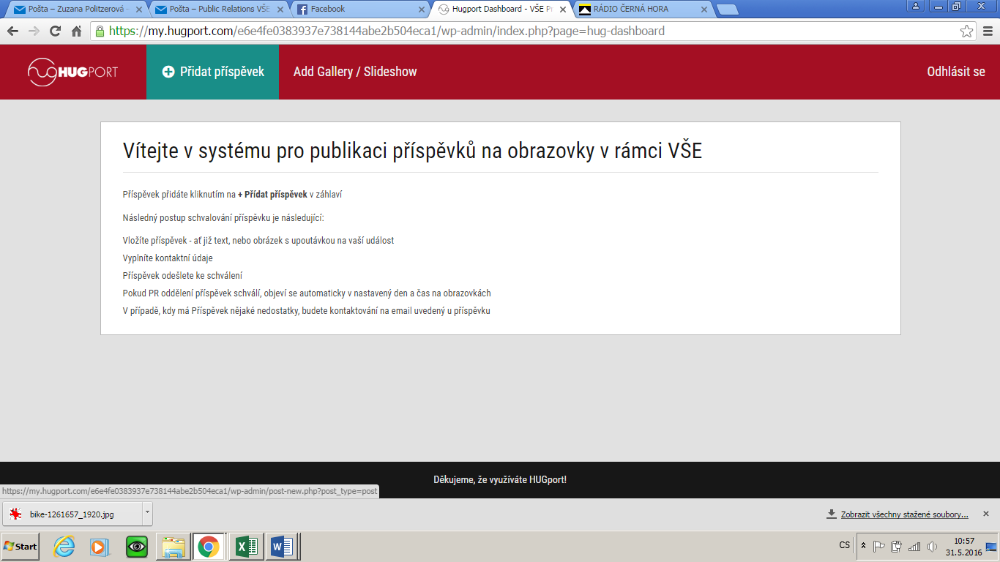 Pošta – Zuzana Politzerová -
Pošta – Public Relations VŠE
Facebook
Hugport Dashboard - VŠE Pr
RÁDIO ČERNÁ HORA
https://my.hugport.com/e6e4fe0383937e738144abe2b504eca1/wp-admin/index.php?page=hug-dashboard
HUGPORT
Přidat příspěvek
Add Gallery / Slideshow
Odhlásit se
Vítejte v systému pro publikaci příspěvků na obrazovky v rámci VŠE
Příspěvek přidáte kliknutím na + Přídat příspěvek v záhlaví
Následný postup schvalování příspěvku je následující:
Vložíte příspěvek - ať již text, nebo obrázek s upoutávkou na vaší událost
Vyplníte kontaktní údaje
Příspěvek odešlete ke schválení
Pokud PR oddělení příspěvek schválí, objeví se automaticky v nastavený den a čas na obrazovkách
V případě, kdy má Příspěvek nějaké nedostatky, budete kontaktování na email uvedený u příspěvku
Děkujeme, že využíváte HUGport!
https://my.hugport.com/e6e4fe0383937e738144abe2b504eca1/wp-admin/post-new.php?post_type=post
bike-1261657_1920.jpg
Zobrazit všechny stažené soubory...
Start
CS
10:57
31.5.2016